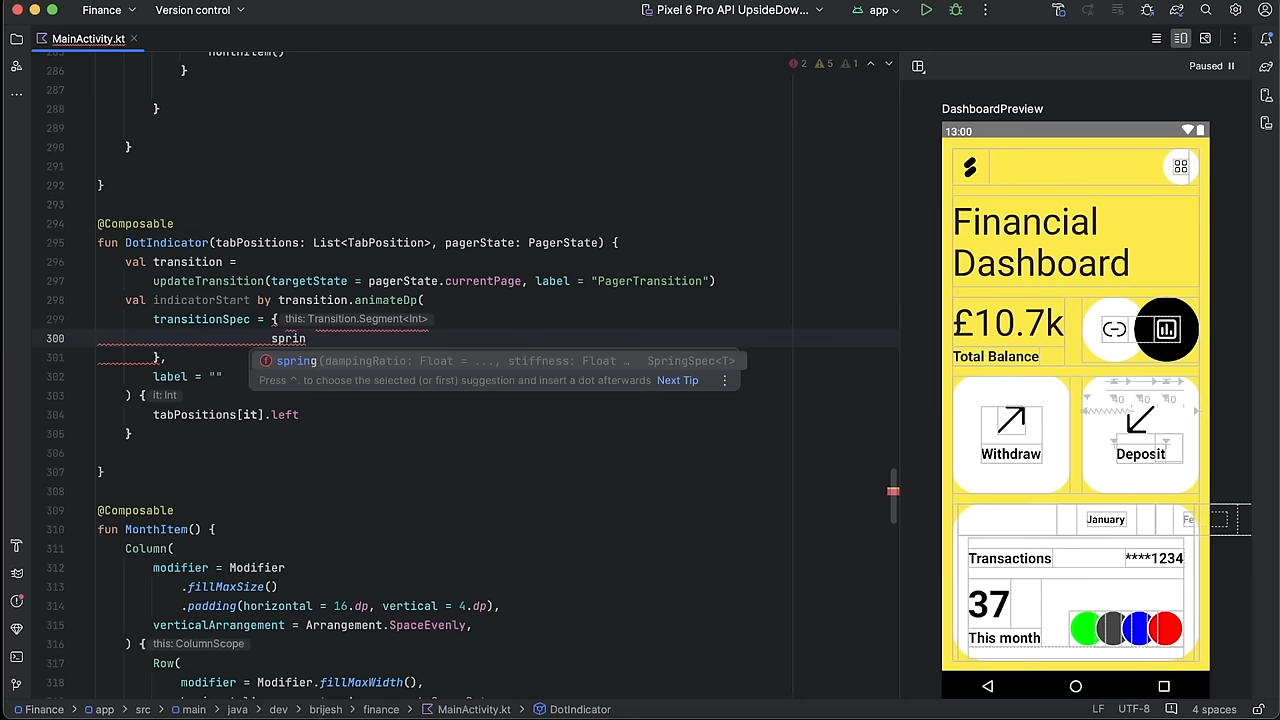 Finance
Version control
Pixel 6 Pro API UpsideDow...
app
MainActivity.kt
2 5 1
Paused
286 }
287
288 }
289
290 }
291
292 }
293
294 @Composable
295 fun DotIndicator(tabPositions: List<TabPosition>, pagerState: PagerState) {
296 val transition =
297 updateTransition(targetState = pagerState.currentPage, label = "PagerTransition")
298 val indicatorStart by transition.animateDp(
299 transitionSpec = { this: Transition.Segment<Int>
300 sprin
301 },
302 label = ""
303 ) { it: Int
304 tabPositions[it].left
305 }
306
307 }
308
309 @Composable
310 fun MonthItem() {
311 Column(
312 modifier = Modifier
313 .fillMaxSize()
314 .padding(horizontal = 16.dp, vertical = 4.dp),
315 verticalArrangement = Arrangement.SpaceEvenly,
316 ) { this: ColumnScope
317 Row(
318 modifier = Modifier.fillMaxWidth(),
spring(dampingRatio: Float = ..., stiffness: Float … SpringSpec<T>
Press ^. to choose the selected (or first) suggestion and insert a dot afterwards Next Tip
DashboardPreview
13:00
Financial
Dashboard
£10.7k
Total Balance
Withdraw
40 40 40
Deposit
January
Fe
Transactions
****1234
37
This month
Finance
app
src
main
java
dev
brijesh
finance
MainActivity.kt
DotIndicator
LF
UTF-8
4 spaces